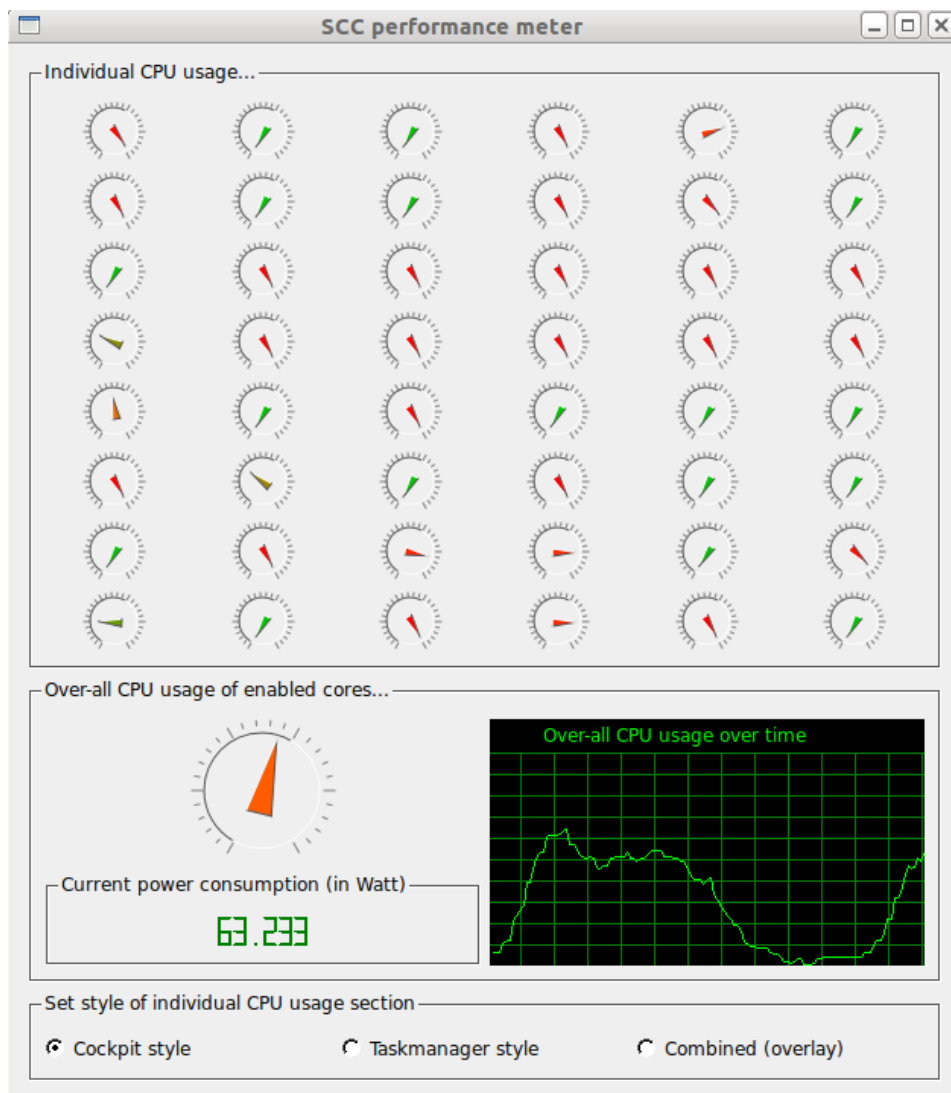 SCC performance meter
Individual CPU usage...
Over-all CPU usage of enabled cores...
Over-all CPU usage over time
Current power consumption (in Watt)
63.233
Set style of individual CPU usage section
Cockpit style
Taskmanager style
Combined (overlay)